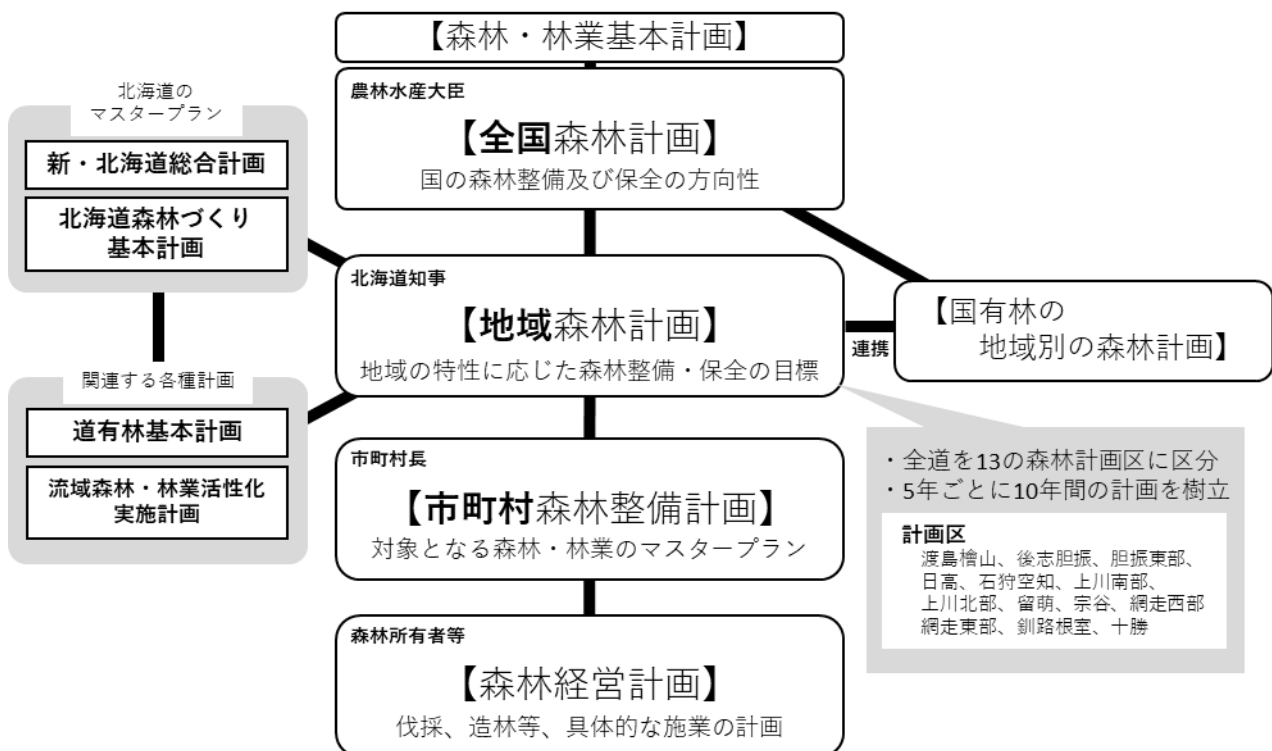 【森林・林業基本計画】
農林水産大臣
【全国森林計画】
国の森林整備及び保全の方向性
北海道の
マスタープラン
新・北海道総合計画
北海道森林づくり
基本計画
北海道知事
【地域森林計画】
地域の特性に応じた森林整備・保全の目標
連携
【国有林の
地域別の森林計画】
関連する各種計画
道有林基本計画
流域森林・林業活性化
実施計画
市町村長
【市町村森林整備計画】
対象となる森林・林業のマスタープラン
・全道を13の森林計画区に区分
・5年ごとに10年間の計画を樹立
計画区
渡島檜山、後志胆振、胆振東部、
日高、石狩空知、上川南部、
上川北部、留萌、宗谷、網走西部
網走東部、釧路根室、十勝
森林所有者等
【森林経営計画】
伐採、造林等、具体的な施業の計画